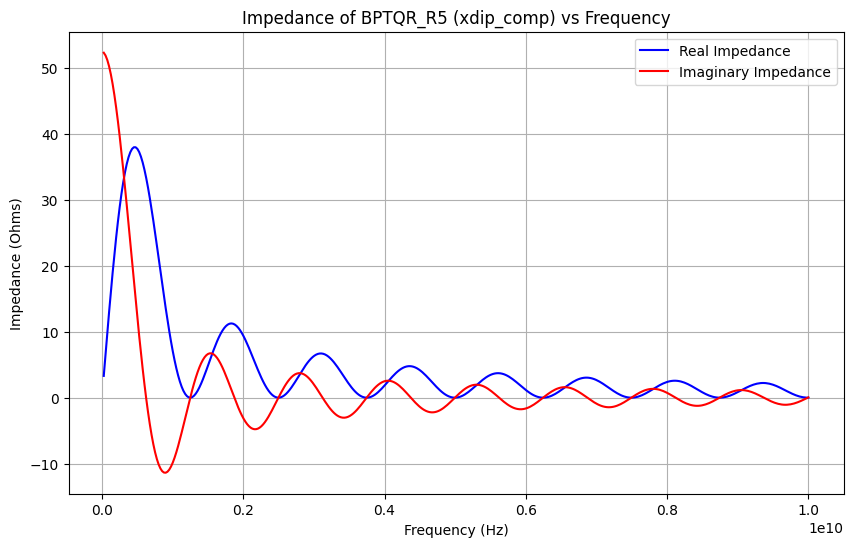 Impedance of BPTQR_R5 (xdip_comp) vs Frequency
Real Impedance
Imaginary Impedance
Impedance (Ohms)
50
40
30
20
10
0
−10
0.0 0.2 0.4 0.6 0.8 1.0
1e10
Frequency (Hz)